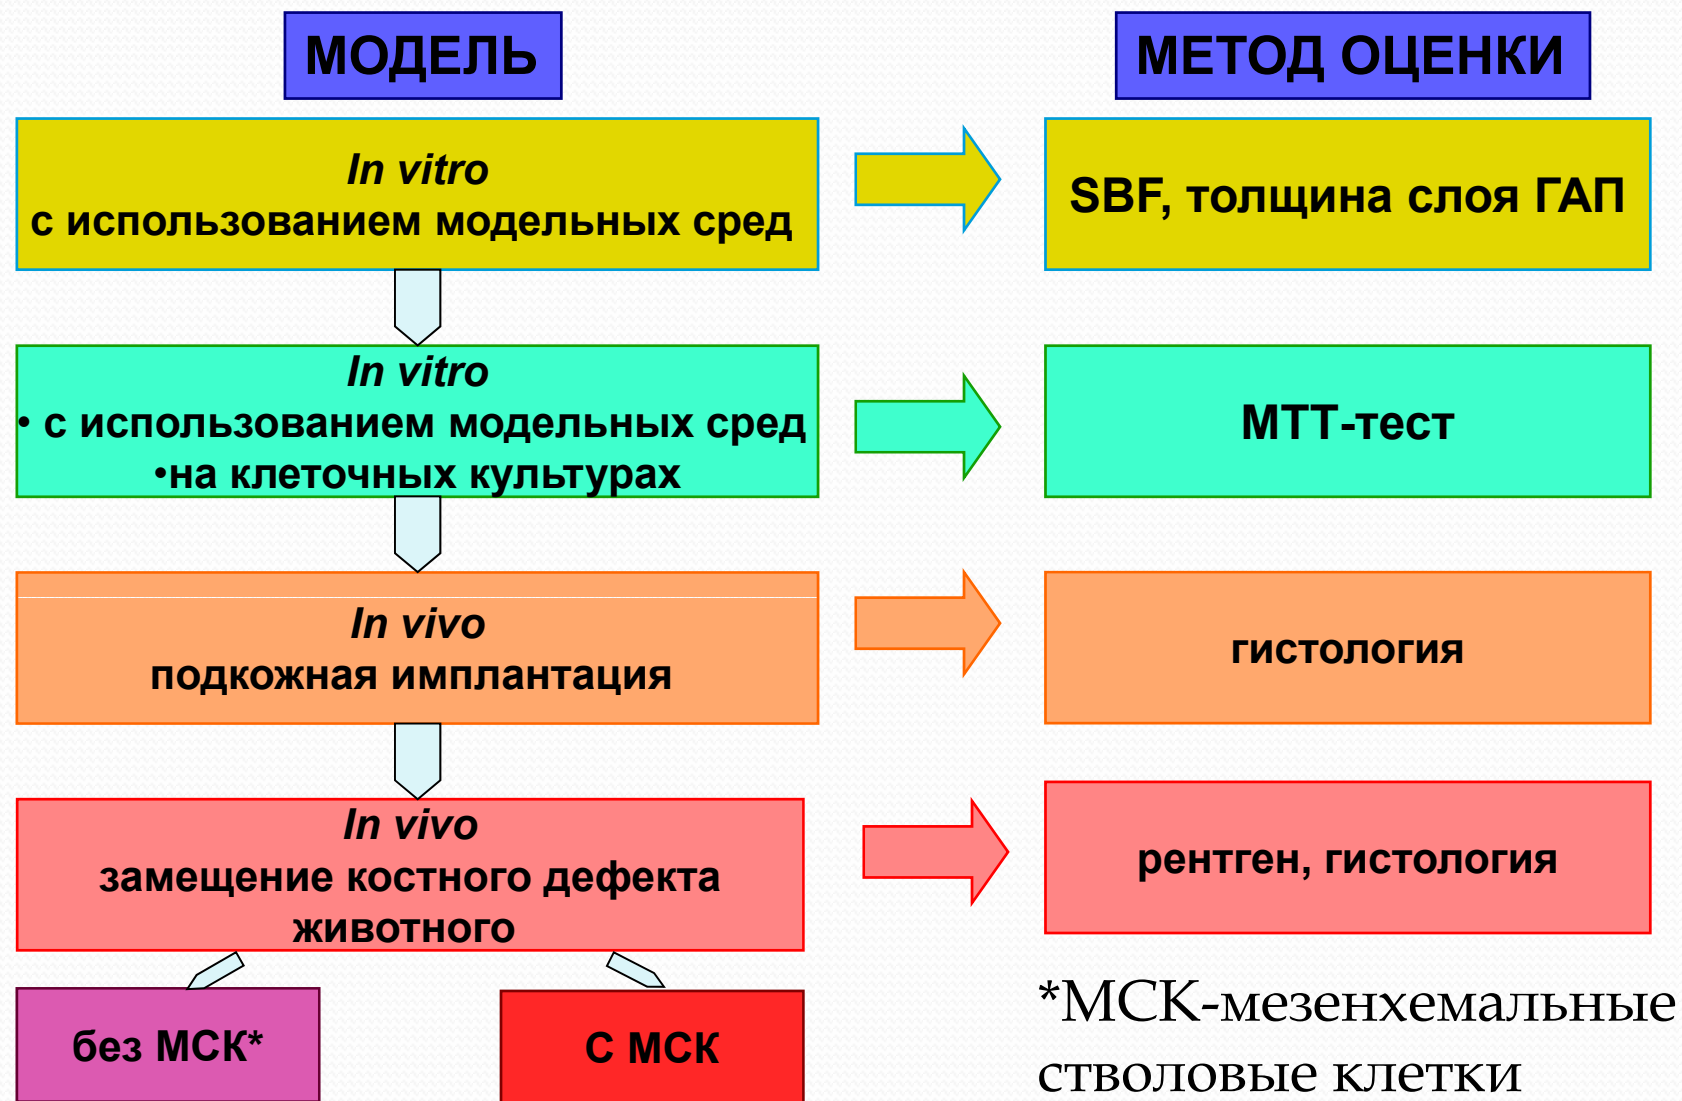 МОДЕЛЬ
МЕТОД ОЦЕНКИ
In vitro
с использованием модельных сред
SBF, толщина слоя ГАП
In vitro
• с использованием модельных сред
•на клеточных культурах
МТТ-тест
In vivo
подкожная имплантация
гистология
In vivo
замещение костного дефекта
животного
рентген, гистология
без МСК*
С МСК
*МСК-мезенхемальные
стволовые клетки